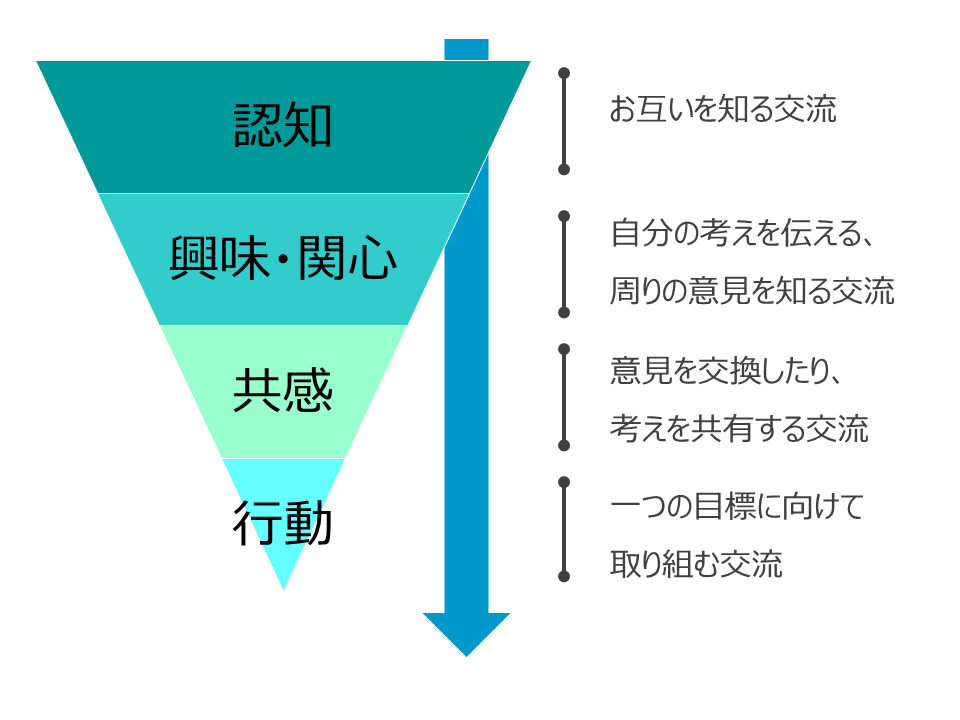 認知
お互いを知る交流
興味・関心
自分の考えを伝える、
周りの意見を知る交流
共感
意見を交換したり、
考えを共有する交流
行動
一つの目標に向けて
取り組む交流